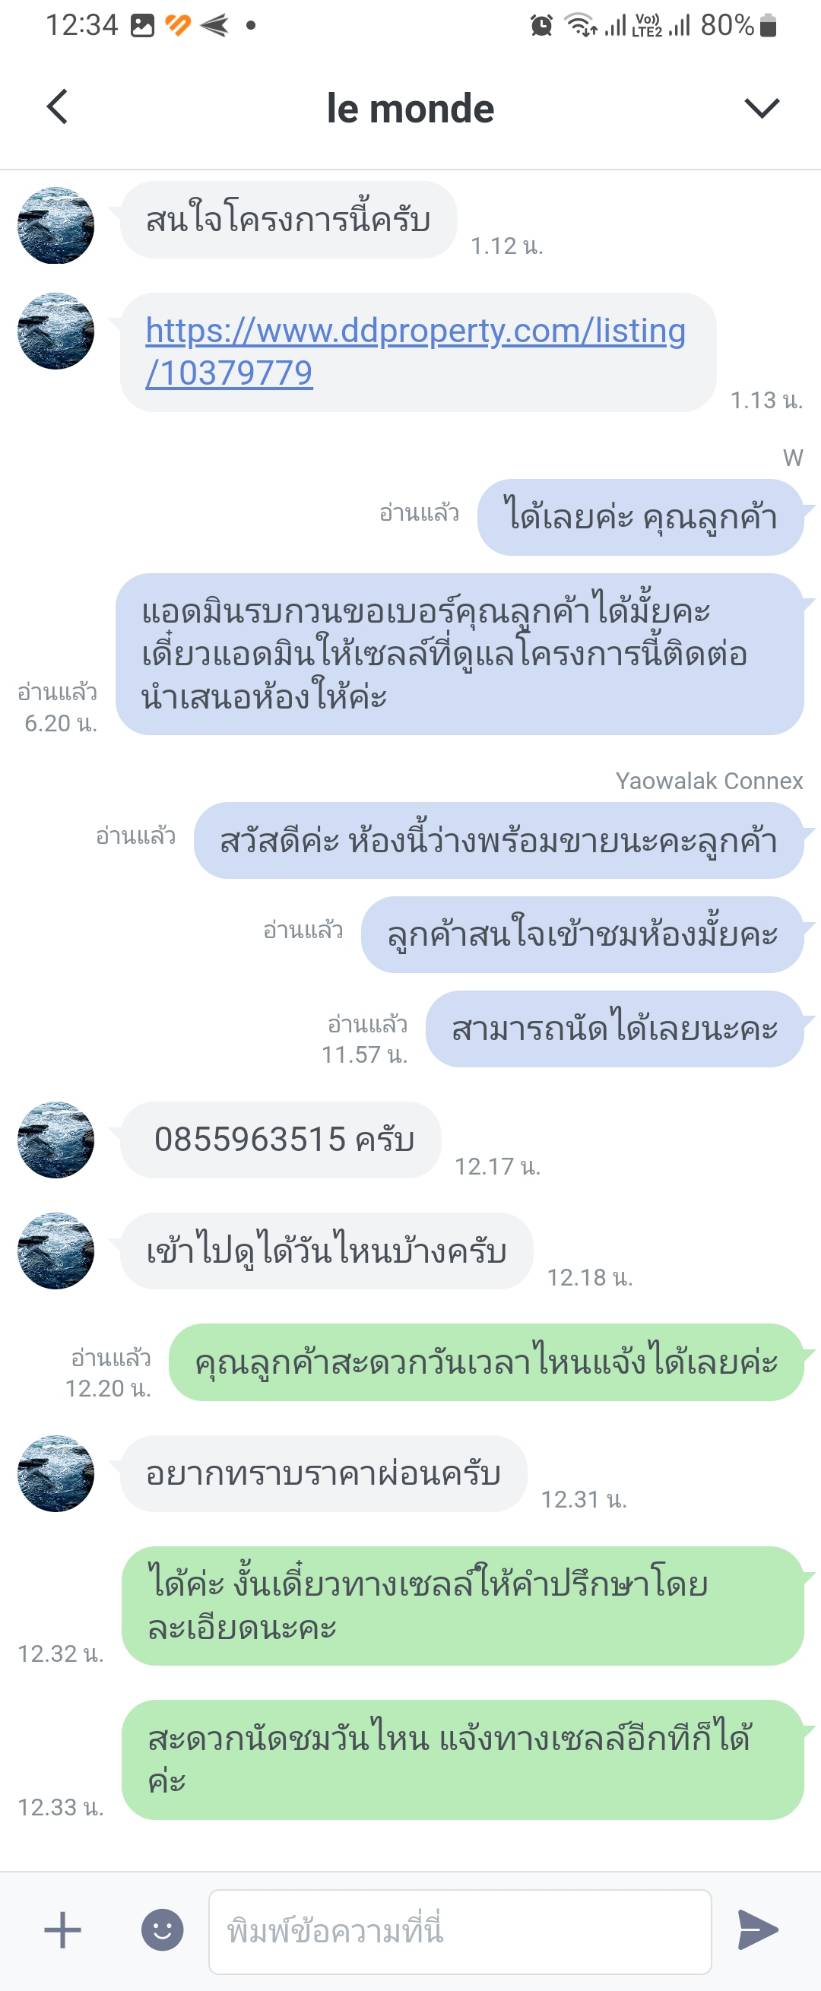 12:34
Vo))
LTE2
80%
le monde
สนใจโครงการนี้ครับ
1.12 น.
https://www.ddproperty.com/listing
/10379779
1.13 น.
W
อ่านแล้ว
ได้เลยค่ะ คุณลูกค้า
แอดมินรบกวนขอเบอร์คุณลูกค้าได้มั้ยคะ
เดี๋ยวแอดมินให้เซลล์ที่ดูแลโครงการนี้ติดต่อ
นำเสนอห้องให้ค่ะ
อ่านแล้ว
6.20 น.
Yaowalak Connex
อ่านแล้ว
สวัสดีค่ะ ห้องนี้ว่างพร้อมขายนะคะลูกค้า
อ่านแล้ว
ลูกค้าสนใจเข้าชมห้องมั้ยคะ
อ่านแล้ว
11.57 น.
สามารถนัดได้เลยนะคะ
0855963515 ครับ
12.17 น.
เข้าไปดูได้วันไหนบ้างครับ
12.18 น.
อ่านแล้ว
12.20 น.
คุณลูกค้าสะดวกวันเวลาไหนแจ้งได้เลยค่ะ
อยากทราบราคาผ่อนครับ
12.31 น.
ได้ค่ะ งั้นเดี๋ยวทางเซลล์ให้คำปรึกษาโดย
ละเอียดนะคะ
12.32 น.
สะดวกนัดชมวันไหน แจ้งทางเซลล์อีกทีก็ได้
ค่ะ
12.33 น.
พิมพ์ข้อความที่นี่